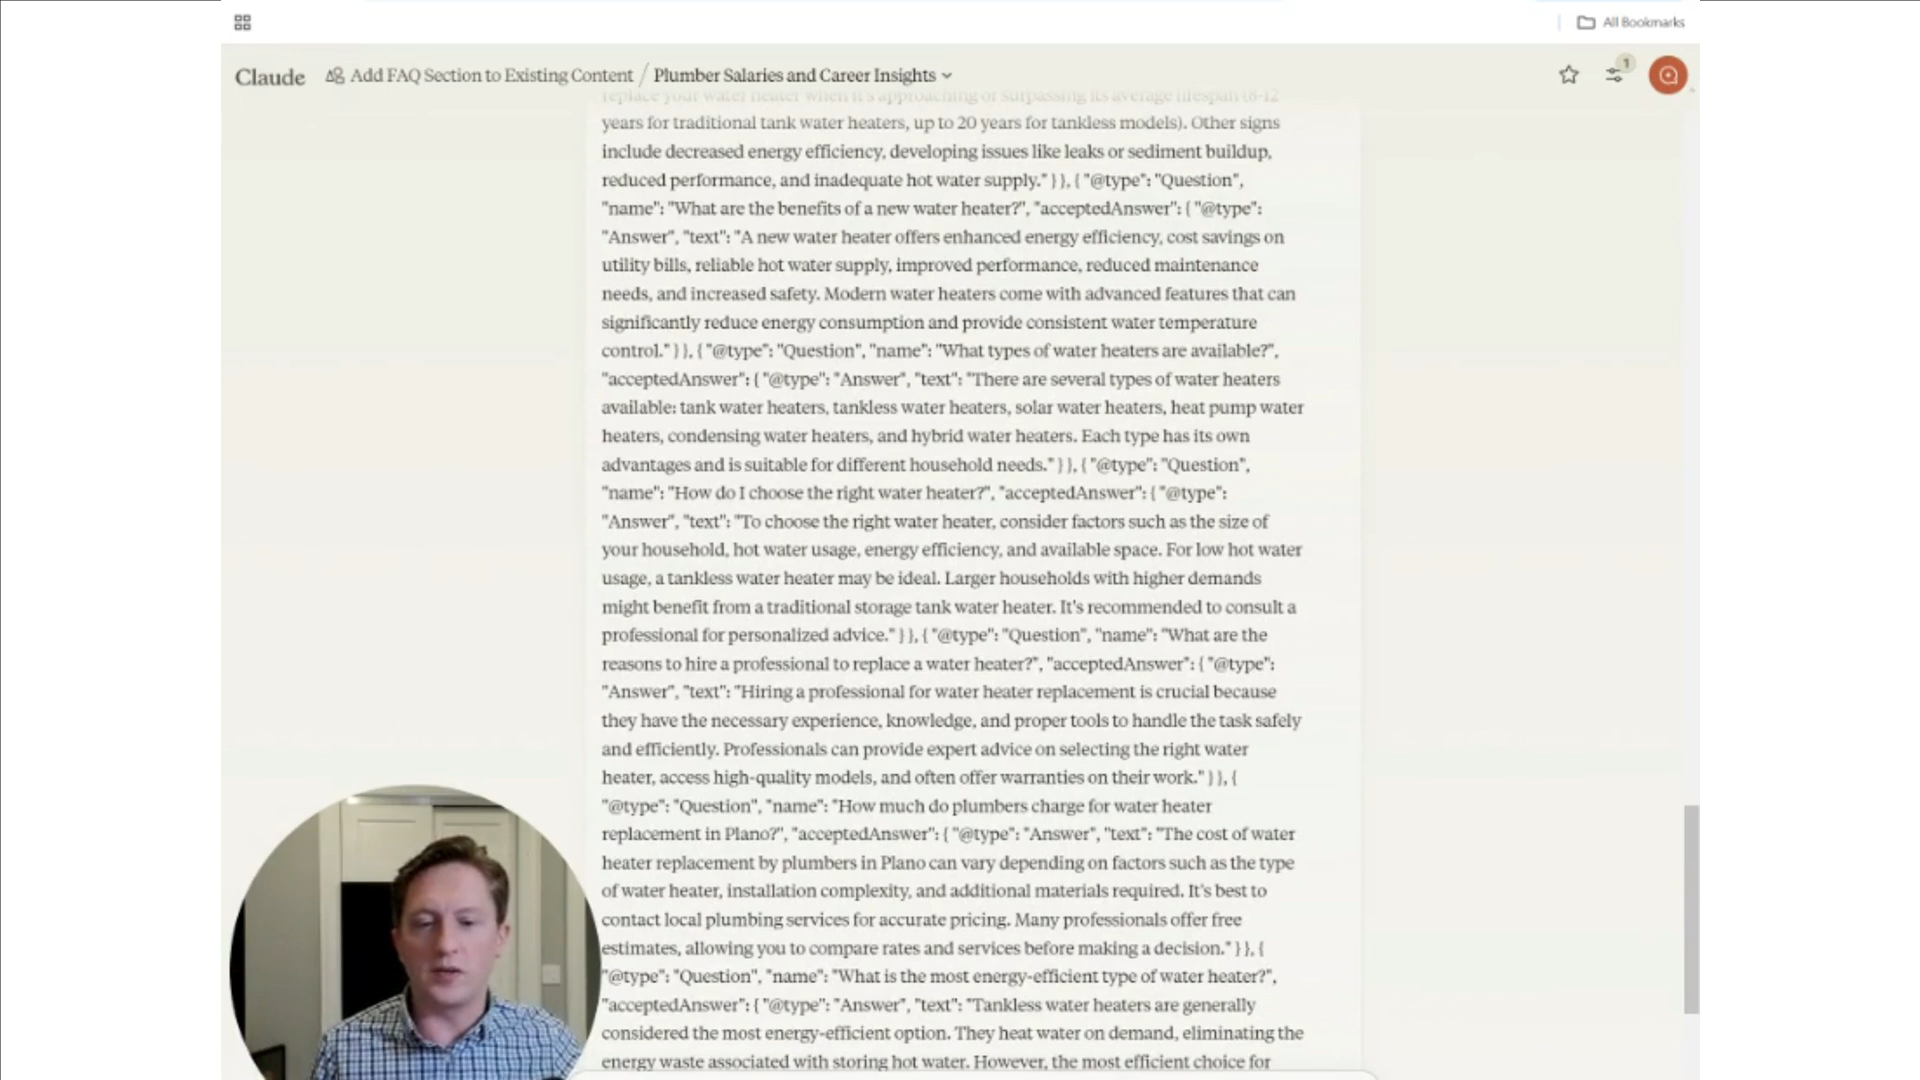 All Bookmarks
Claude Add FAQ Section to Existing Content / Plumber Salaries and Career Insights 1
replace your water heater when it's approaching or surpassing its average lifespan (8-12
years for traditional tank water heaters, up to 20 years for tankless models). Other signs
include decreased energy efficiency, developing issues like leaks or sediment buildup,
reduced performance, and inadequate hot water supply." } }, { "@type": "Question",
"name": "What are the benefits of a new water heater?", "acceptedAnswer": { "@type":
"Answer", "text": "A new water heater offers enhanced energy efficiency, cost savings on
utility bills, reliable hot water supply, improved performance, reduced maintenance
needs, and increased safety. Modern water heaters come with advanced features that can
significantly reduce energy consumption and provide consistent water temperature
control." } }, { "@type": "Question", "name": "What types of water heaters are available?",
"acceptedAnswer": { "@type": "Answer", "text": "There are several types of water heaters
available: tank water heaters, tankless water heaters, solar water heaters, heat pump water
heaters, condensing water heaters, and hybrid water heaters. Each type has its own
advantages and is suitable for different household needs." } }, { "@type": "Question",
"name": "How do I choose the right water heater?", "acceptedAnswer": { "@type":
"Answer", "text": "To choose the right water heater, consider factors such as the size of
your household, hot water usage, energy efficiency, and available space. For low hot water
usage, a tankless water heater may be ideal. Larger households with higher demands
might benefit from a traditional storage tank water heater. It's recommended to consult a
professional for personalized advice." } }, { "@type": "Question", "name": "What are the
reasons to hire a professional to replace a water heater?", "acceptedAnswer": { "@type":
"Answer", "text": "Hiring a professional for water heater replacement is crucial because
they have the necessary experience, knowledge, and proper tools to handle the task safely
and efficiently. Professionals can provide expert advice on selecting the right water
heater, access high-quality models, and often offer warranties on their work." } }, {
"@type": "Question", "name": "How much do plumbers charge for water heater
replacement in Plano?", "acceptedAnswer": { "@type": "Answer", "text": "The cost of water
heater replacement by plumbers in Plano can vary depending on factors such as the type
of water heater, installation complexity, and additional materials required. It's best to
contact local plumbing services for accurate pricing. Many professionals offer free
estimates, allowing you to compare rates and services before making a decision." } }, {
"@type": "Question", "name": "What is the most energy-efficient type of water heater?",
"acceptedAnswer": { "@type": "Answer", "text": "Tankless water heaters are generally
considered the most energy-efficient option. They heat water on demand, eliminating the
energy waste associated with storing hot water. However, the most efficient choice for